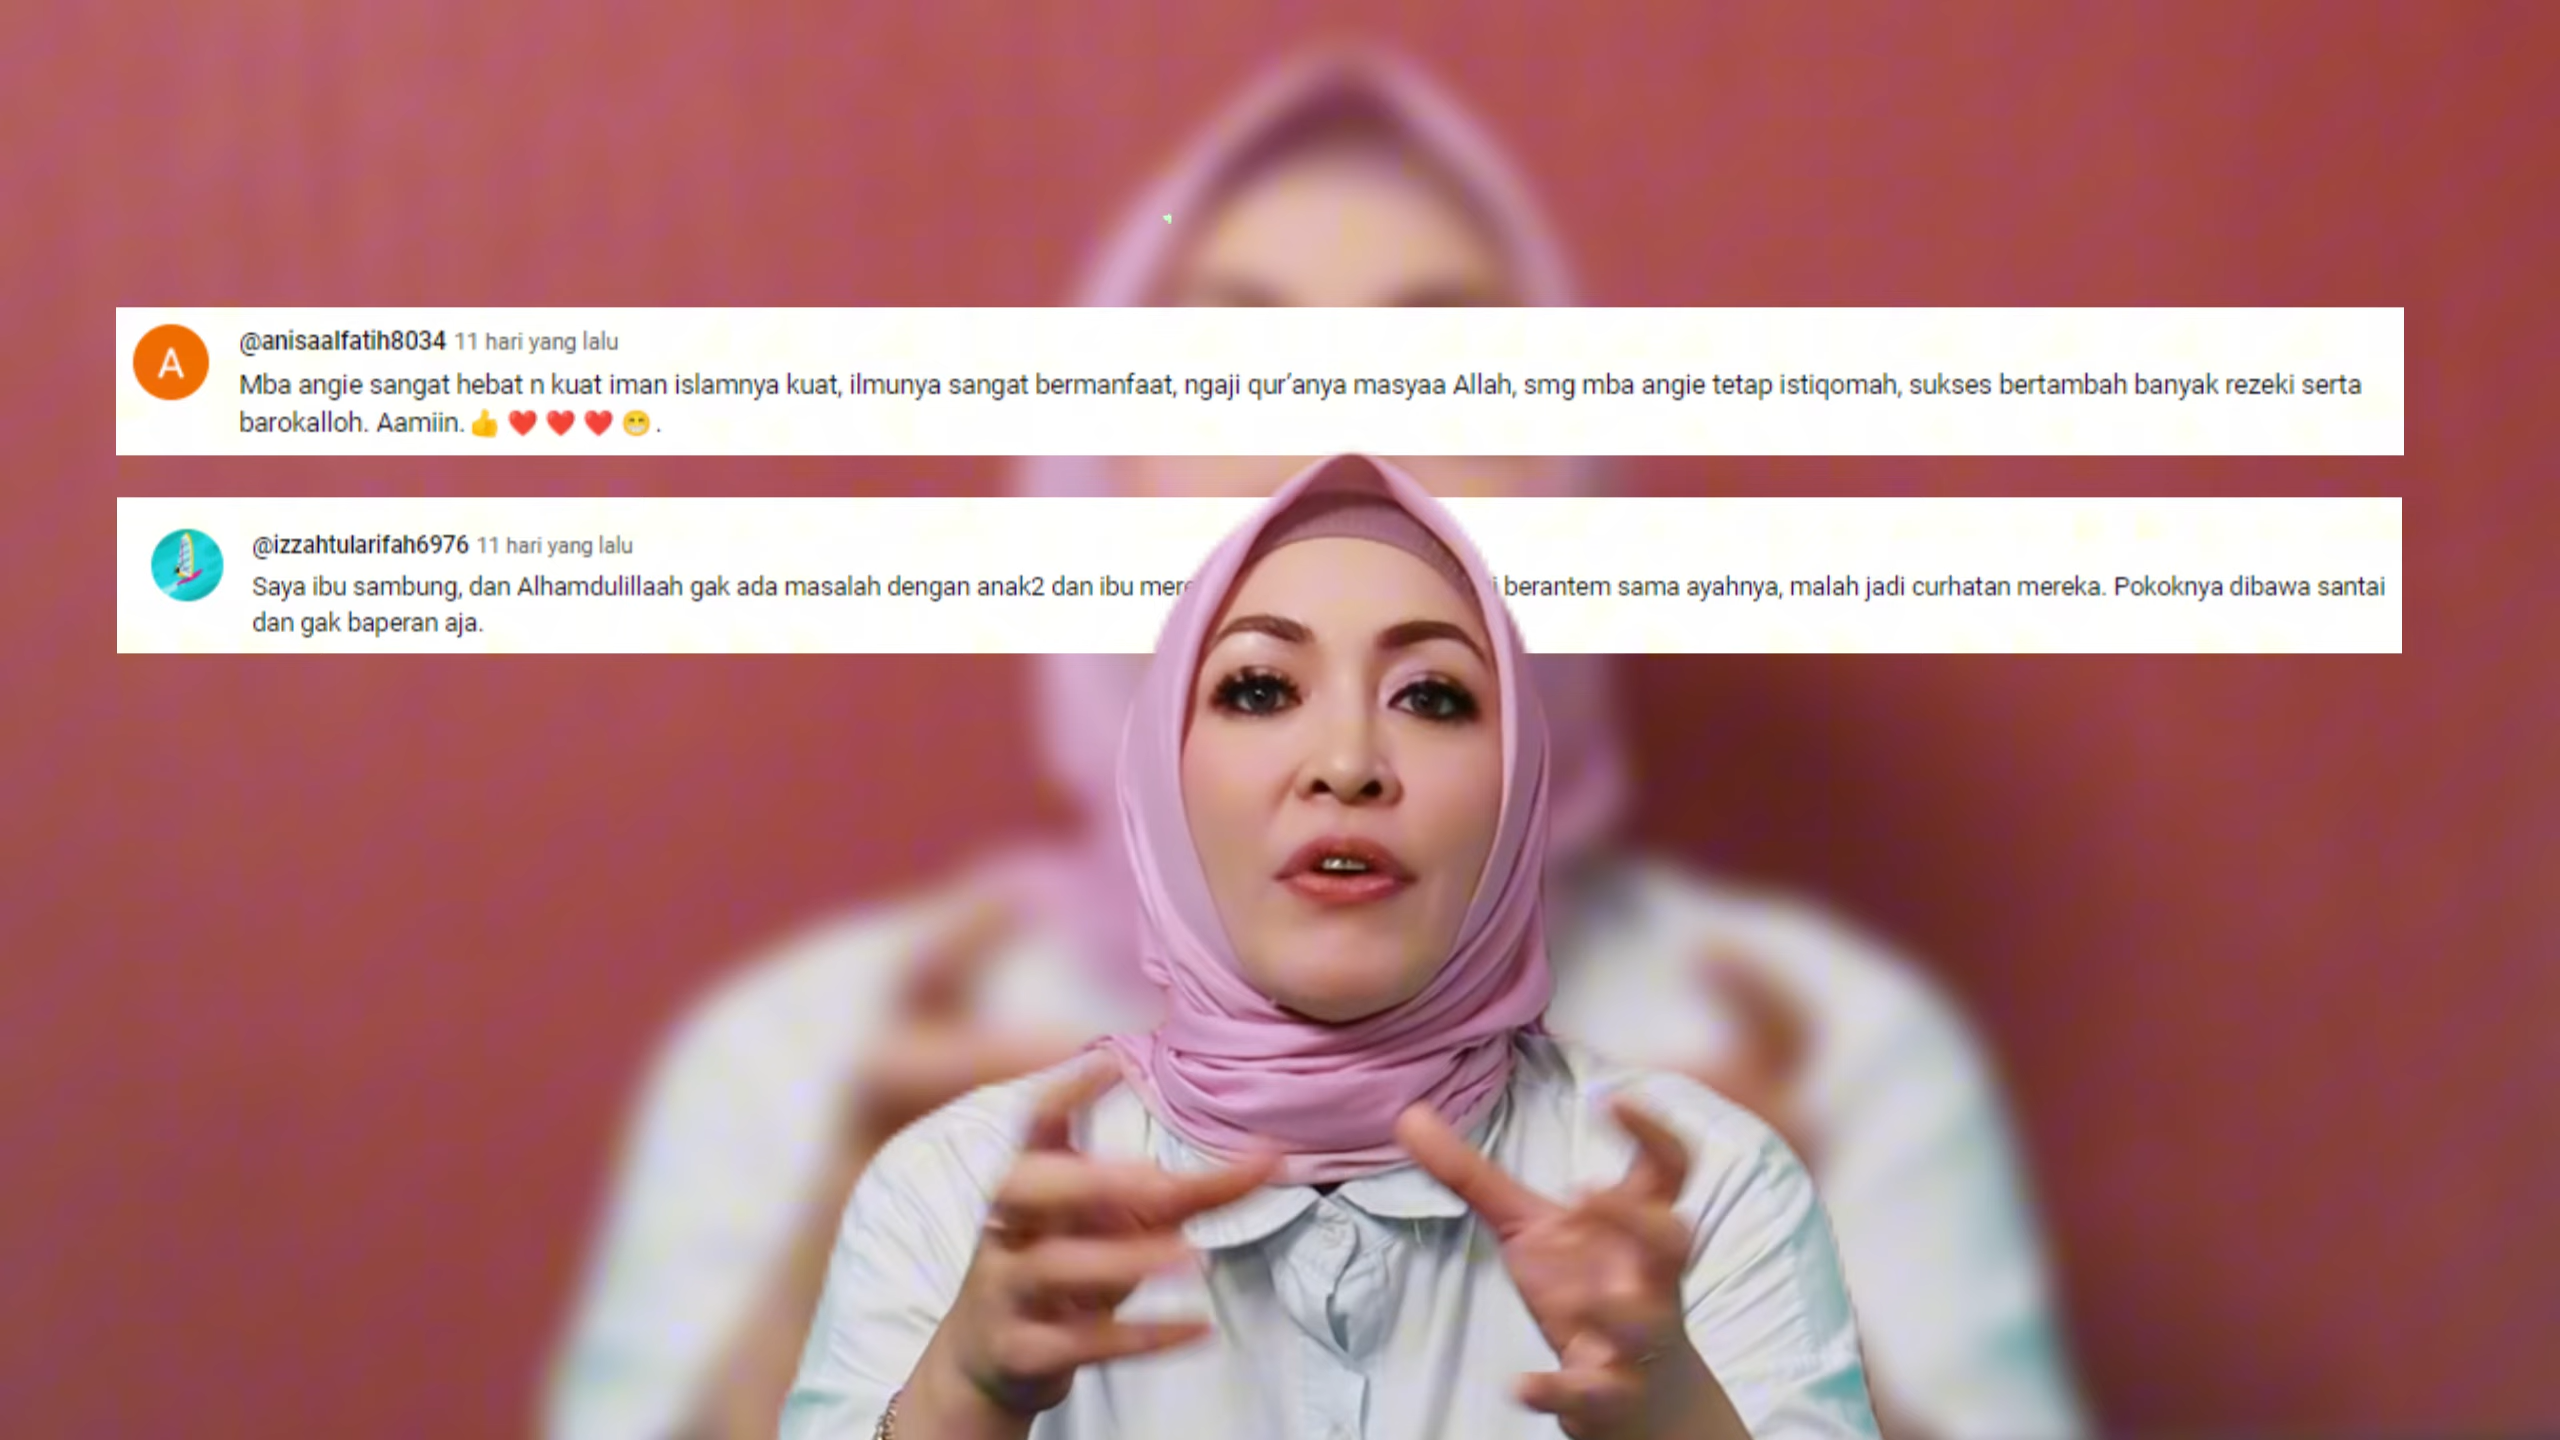 @anisaalfatih8034 11 hari yang lalu
Mba angie sangat hebat n kuat iman islamnya kuat, ilmunya sangat bermanfaat, ngaji qur'anya masyaa Allah, smg mba angie tetap istiqomah, sukses bertambah banyak rezeki serta
barokalloh. Aamiin. 👍 ❤️ ❤️ ❤️ 😁 .
@izzahtularifah6976 11 hari yang lalu
Saya ibu sambung, dan Alhamdulillaah gak ada masalah dengan anak2 dan ibu berantem sama ayahnya, malah jadi curhatan mereka. Pokoknya dibawa santai
dan gak baperan aja.